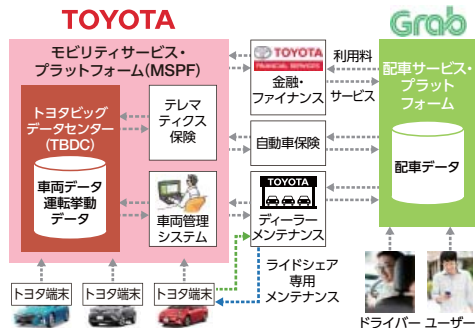 TOYOTA
Grab
モビリティサービス・
プラットフォーム(MSPF)
トヨタビッグ
データセンター
(TBDC)
車両データ
運転挙動
データ
テレマ
ティクス
保険
車両管理
システム
TOYOTA
FINANCIAL SERVICES
金融・
ファイナンス
利用料
サービス
自動車保険
TOYOTA
ディーラー
メンテナンス
配車サービス・
プラット
フォーム
配車データ
ライドシェア
専用
メンテナンス
トヨタ端末
トヨタ端末
トヨタ端末
ドライバー
ユーザー